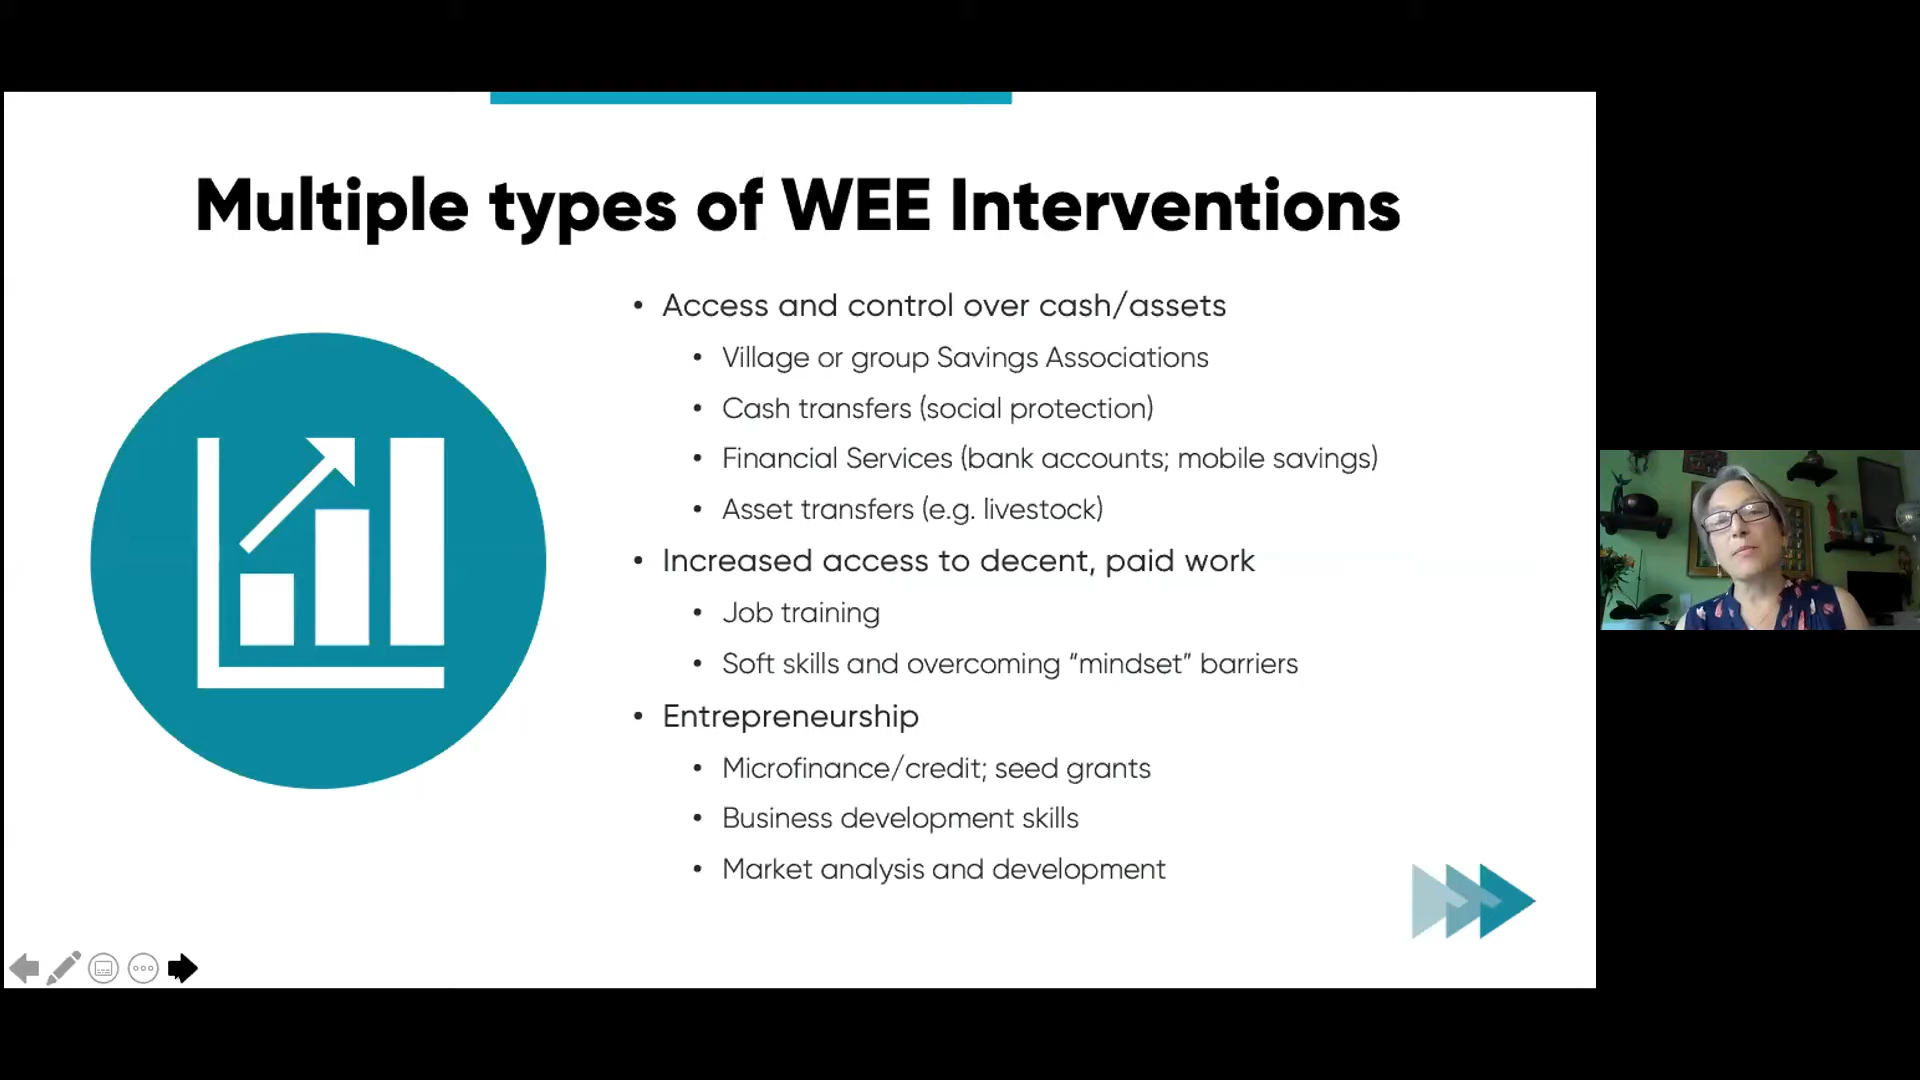 Multiple types of WEE Interventions
• Access and control over cash/assets
• Village or group Savings Associations
• Cash transfers (social protection)
• Financial Services (bank accounts; mobile savings)
• Asset transfers (e.g. livestock)
• Increased access to decent, paid work
• Job training
• Soft skills and overcoming “mindset” barriers
• Entrepreneurship
• Microfinance/credit; seed grants
• Business development skills
• Market analysis and development